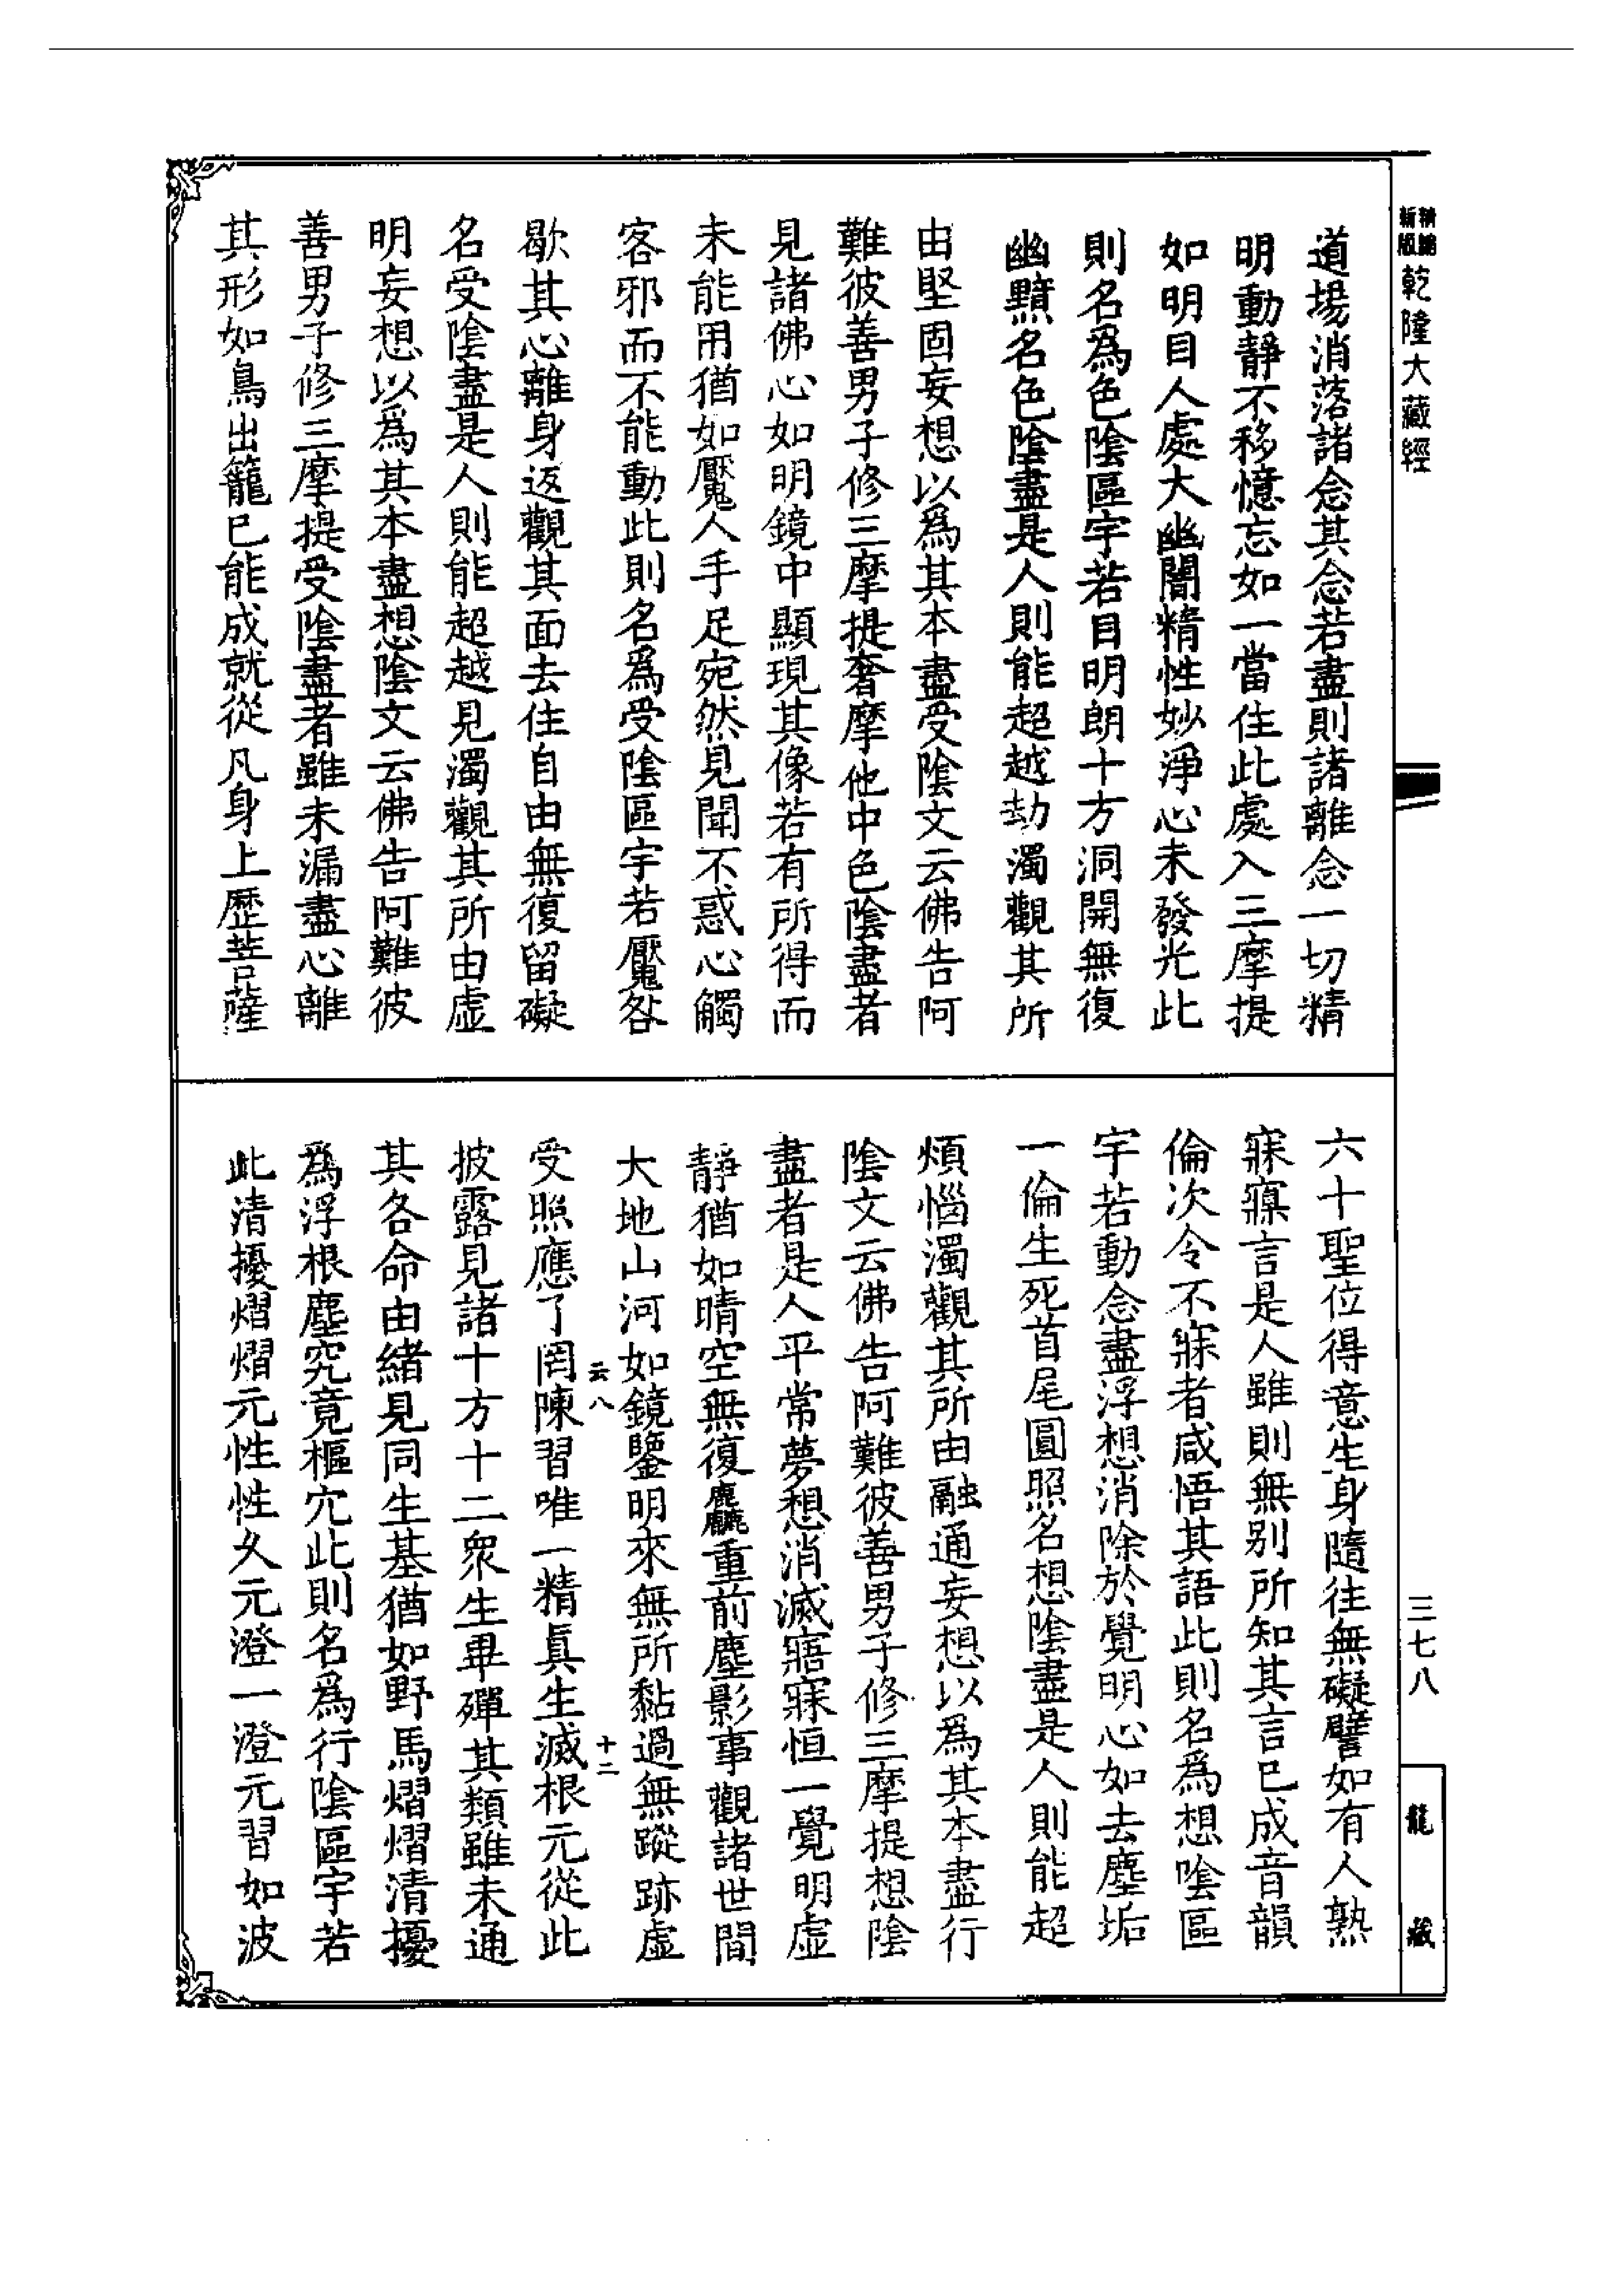 精縮
新版
乾隆大藏經
三七八
龍藏
道場消落諸念其念若盡則諸離念一切精
明動靜不移憶忘如一當住此處入三摩提
如明目人處大幽闇精性妙淨心未發光此
則名爲色陰區宇若目明朗十方洞開無復
幽黯名色陰盡是人則能超越劫濁觀其所
由堅固妄想以爲其本盡受陰文云佛告阿
難彼善男子修三摩提奢摩他中色陰盡者
見諸佛心如明鏡中顯現其像若有所得而
未能用猶如魘人手足宛然見聞不惑心觸
客邪而不能動此則名爲受陰區宇若魘咎
歇其心離身返觀其面去住自由無復留礙
名受陰盡是人則能超越見濁觀其所由虛
明妄想以爲其本盡想陰文云佛告阿難彼
善男子修三摩提受陰盡者雖未漏盡心離
其形如鳥出籠已能成就從凡身上歷菩薩
六十聖位得意生身隨往無礙譬如有人熟
寐寱言是人雖則無别所知其言已成音韻
倫次令不寐者咸悟其語此則名爲想陰區
宇若動念盡浮想消除於覺明心如去塵垢
一倫生死首尾圓照名想陰盡是人則能超
煩惱濁觀其所由融通妄想以爲其本盡行
陰文云佛告阿難彼善男子修三摩提想陰
盡者是人平常夢想消滅寤寐恒一覺明虛
靜猶如晴空無復麤重前塵影事觀諸世間
大地山河如鏡鑒明來無所黏過無蹤跡虛
云八
十二
受照應了罔陳習唯一精眞生滅根元從此
披露見諸十方十二衆生畢殫其類雖未通
其各命由緒見同生基猶如野馬熠熠清擾
爲浮根塵究竟樞穴此則名爲行陰區宇若
此清擾熠熠元性性久元澄一澄元習如波